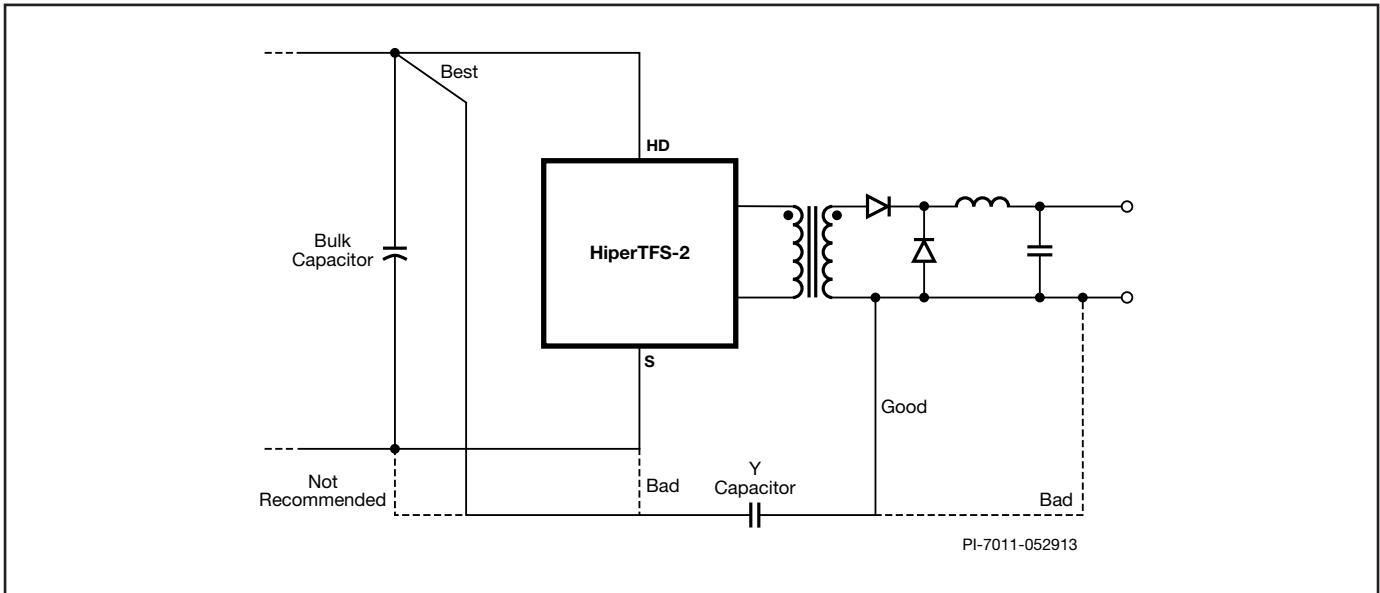 Best
HD
Bulk
Capacitor
HiperTFS-2
S
Good
Not
Recommended
Bad
Y
Capacitor
Bad
PI-7011-052913